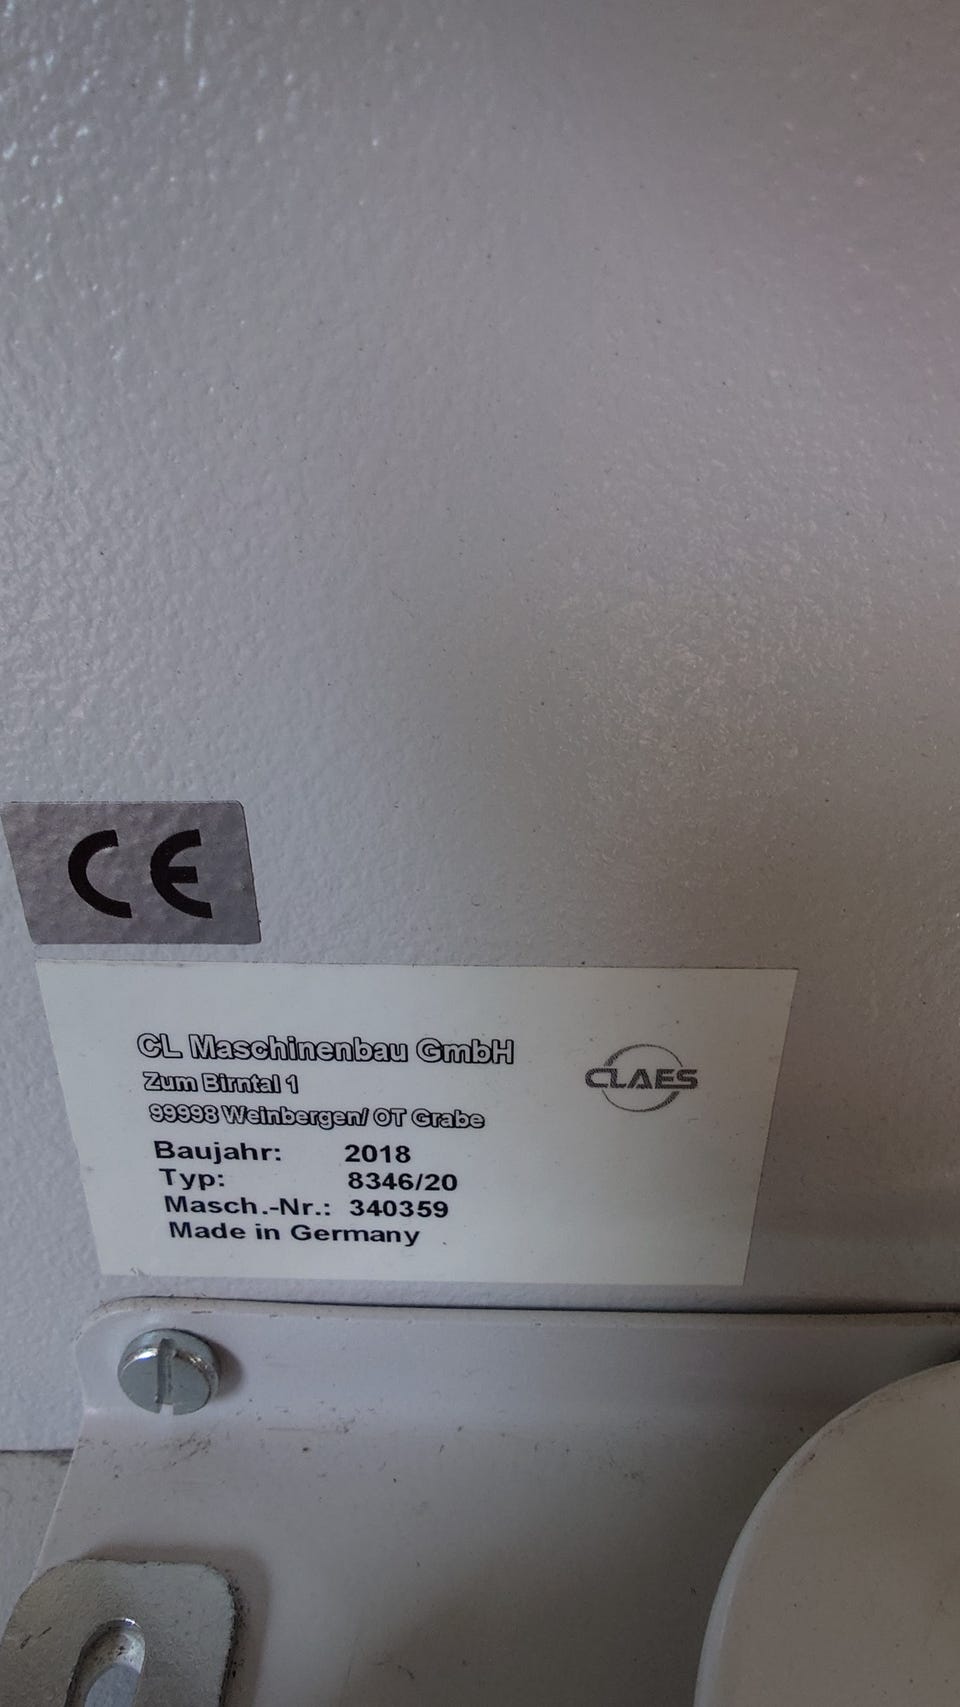 CE
CL Maschinenbau GmbH
Zum Birntal 1
99998 Weinbergen/ OT Grabe
CLAES
Baujahr: 2018
Typ: 8346/20
Masch.-Nr.: 340359
Made in Germany